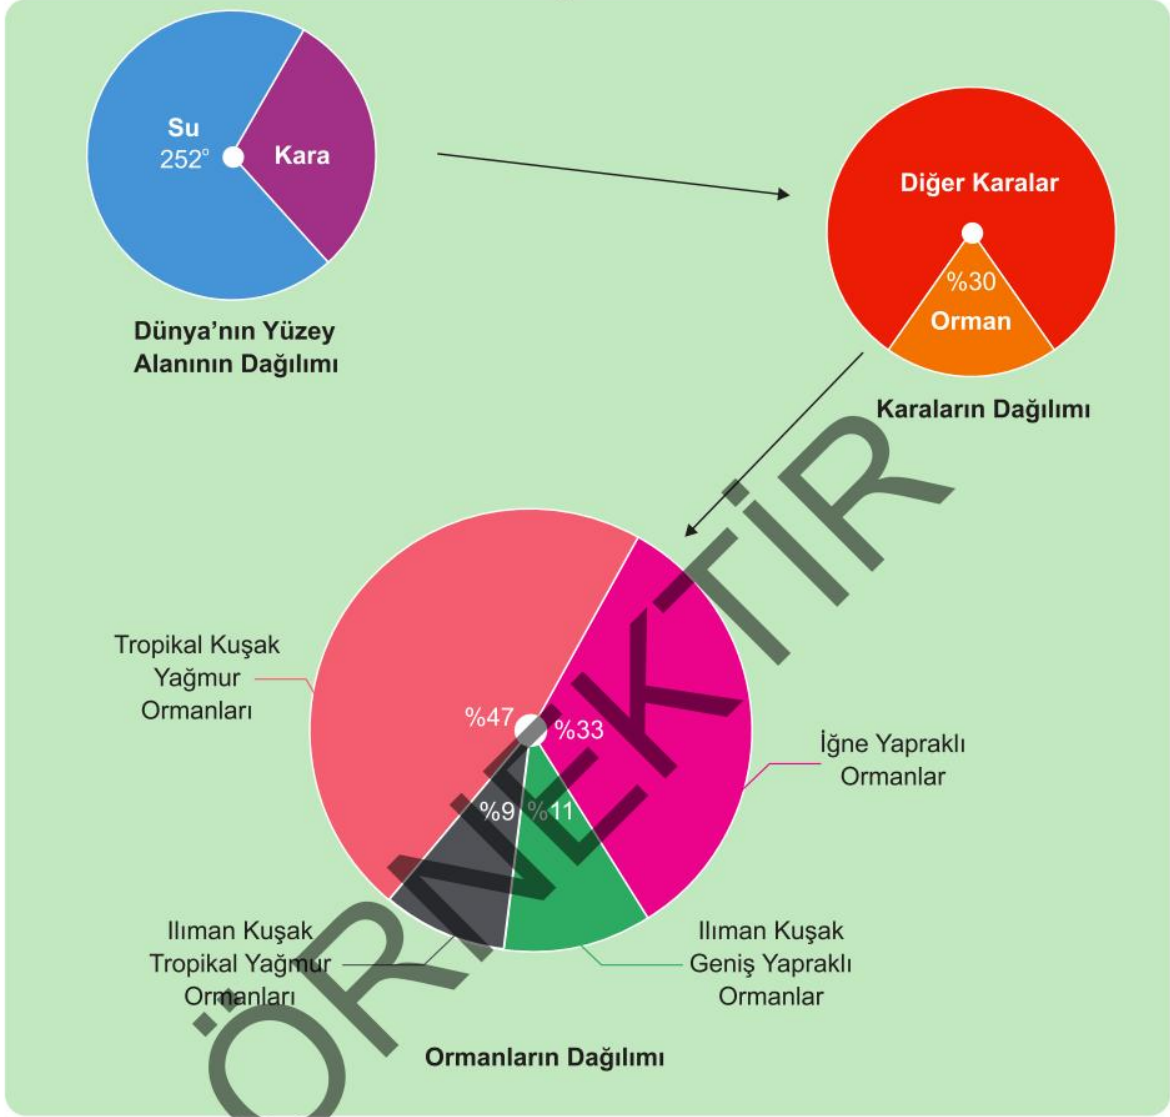 Su
252°
Kara
Dünya’nın Yüzey
Alanının Dağılımı
Diğer Karalar
%30
Orman
Karaların Dağılımı
Tropikal Kuşak
Yağmur
Ormanları
%47
%33
İğne Yapraklı
Ormanlar
%9
%11
Ilıman Kuşak
Tropikal Yağmur
Ormanları
Ilıman Kuşak
Geniş Yapraklı
Ormanlar
Ormanların Dağılımı
ÖRNEKTİR